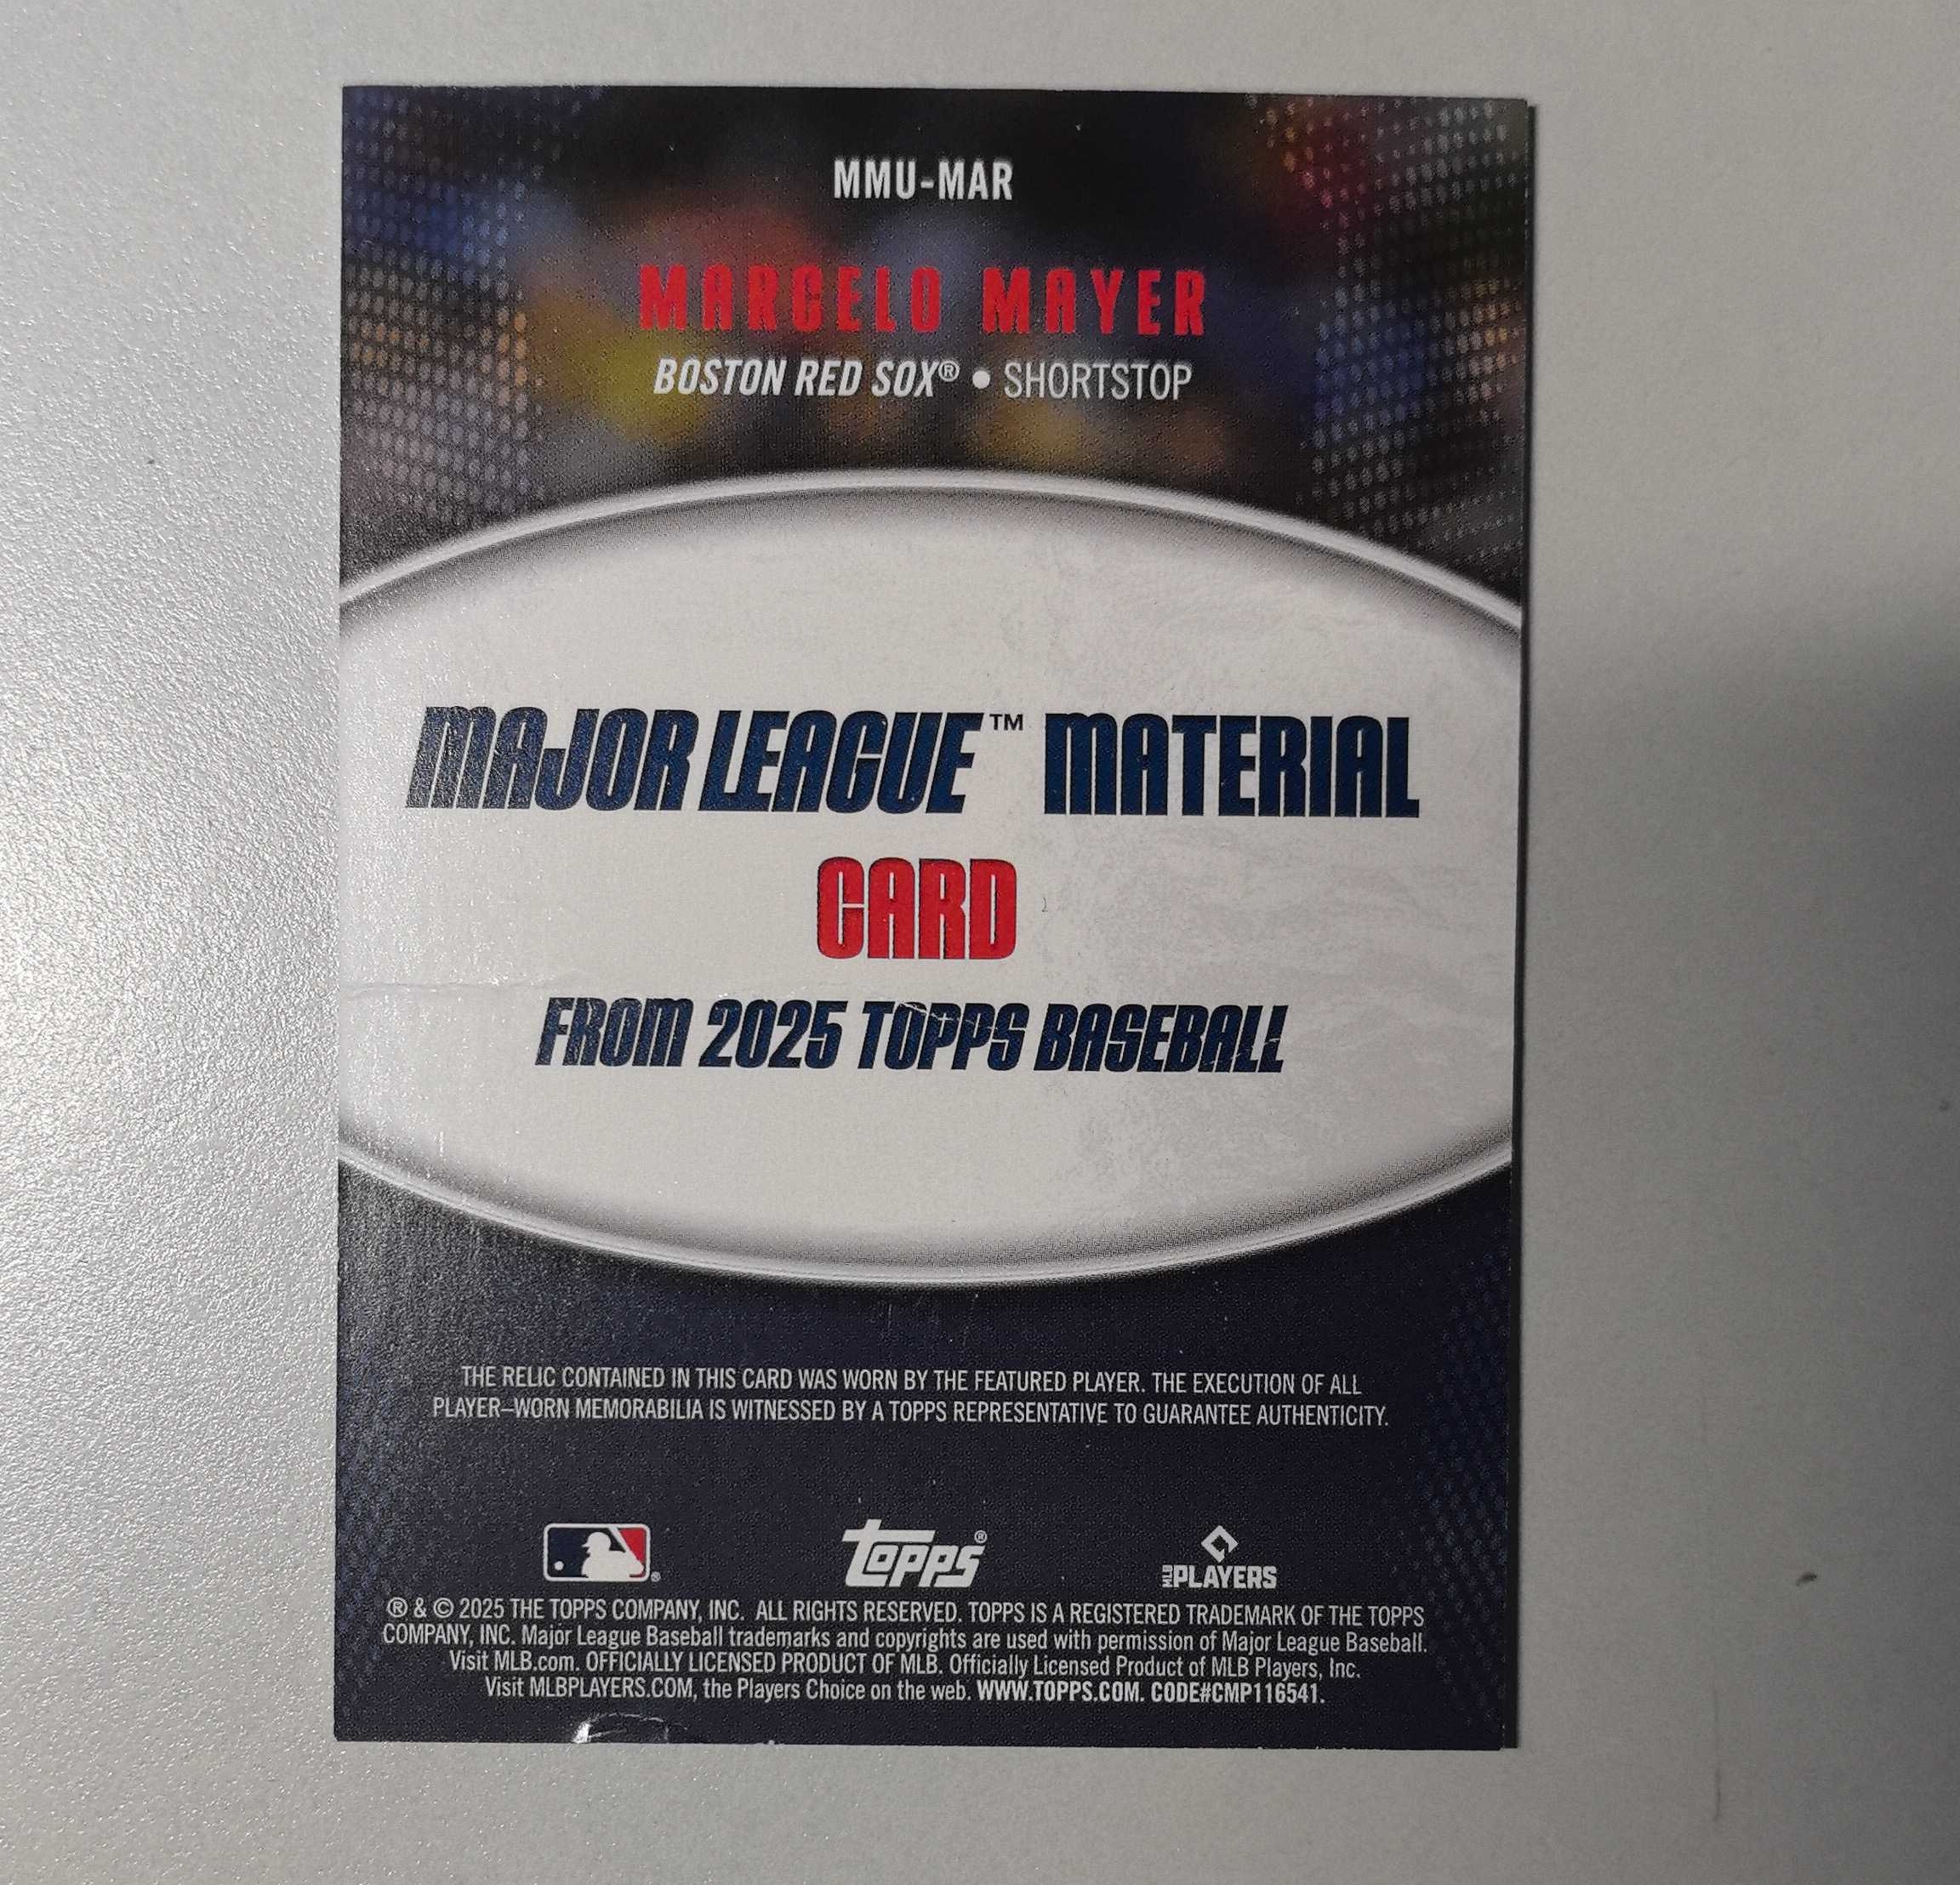 MMU-MAR
MARCELO MAYER
BOSTON RED SOX® • SHORTSTOP
MAJOR LEAGUE™ MATERIAL
CARD
FROM 2025 TOPPS BASEBALL
THE RELIC CONTAINED IN THIS CARD WAS WORN BY THE FEATURED PLAYER. THE EXECUTION OF ALL
PLAYER–WORN MEMORABILIA IS WITNESSED BY A TOPPS REPRESENTATIVE TO GUARANTEE AUTHENTICITY.
® topps® MLB PLAYERS
® & © 2025 THE TOPPS COMPANY, INC. ALL RIGHTS RESERVED. TOPPS IS A REGISTERED TRADEMARK OF THE TOPPS
COMPANY, INC. Major League Baseball trademarks and copyrights are used with permission of Major League Baseball.
Visit MLB.com. OFFICIALLY LICENSED PRODUCT OF MLB. Officially Licensed Product of MLB Players, Inc.
Visit MLBPLAYERS.COM, the Players Choice on the web. WWW.TOPPS.COM. CODE#CMP116541.